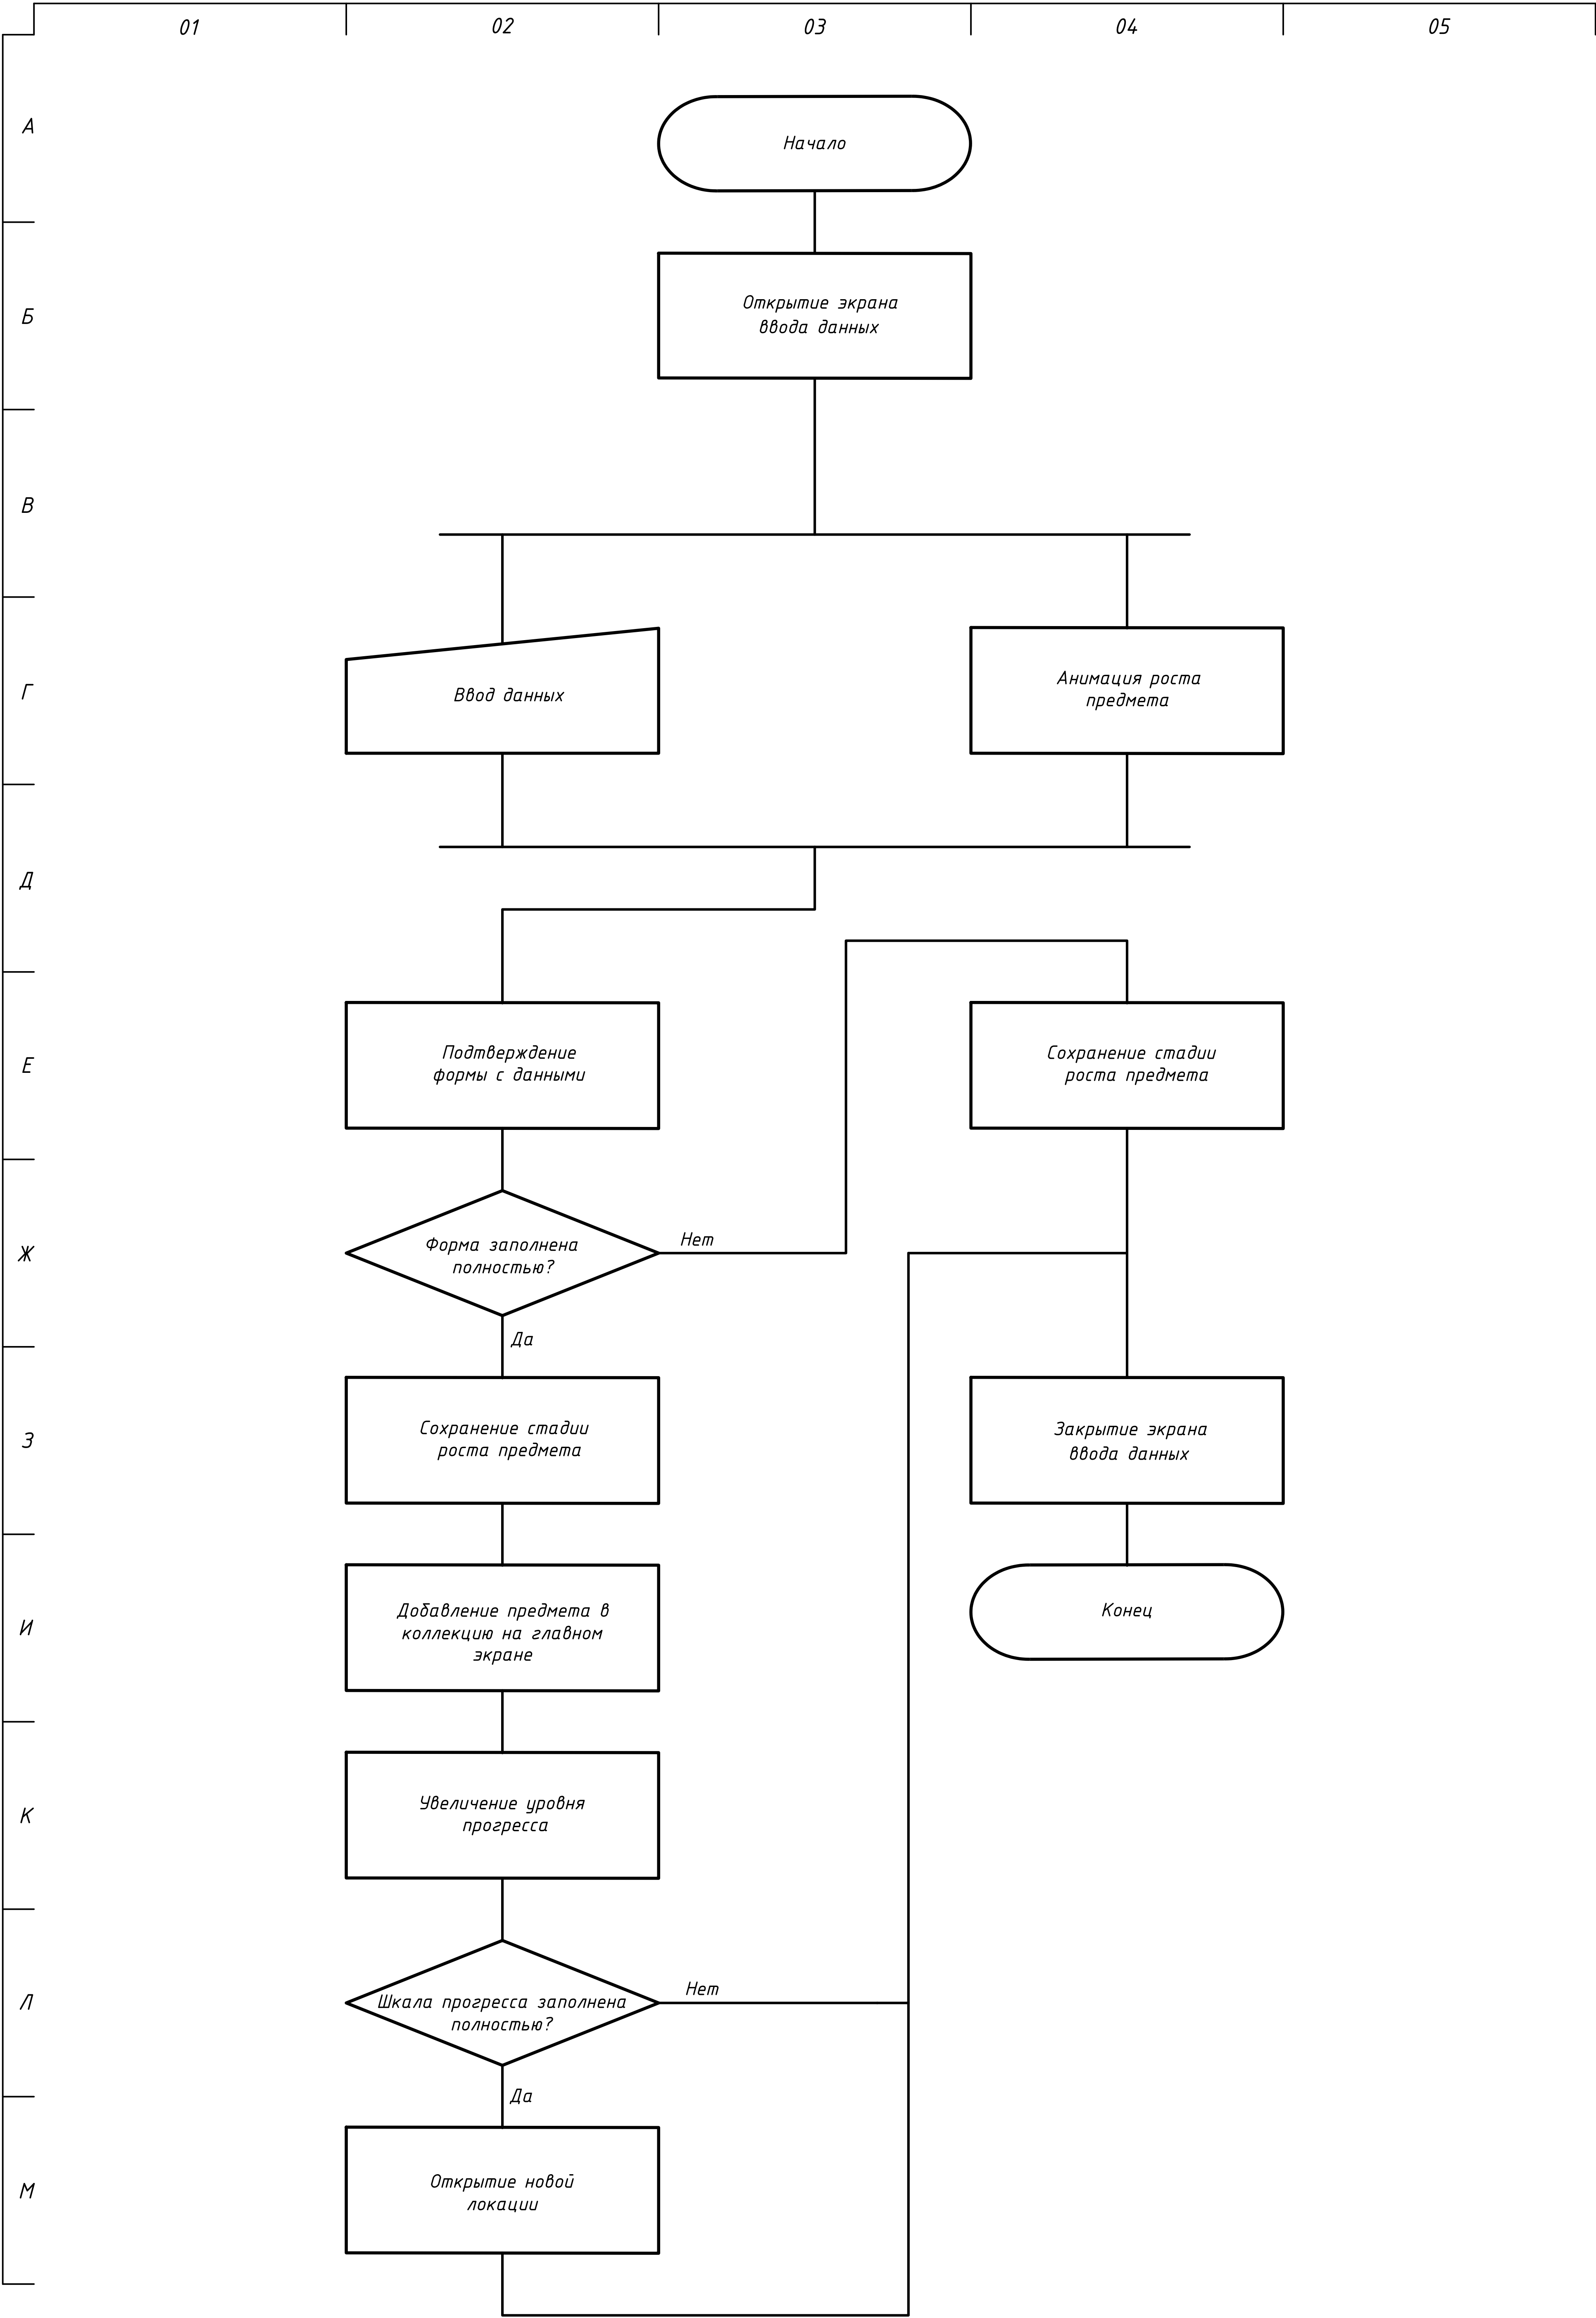 01
02
03
04
05
А
Начало
Б
Открытие экрана
ввода данных
В
Г
Ввод данных
Анимация роста
предмета
Д
Е
Подтверждение
формы с данными
Сохранение стадии
роста предмета
Ж
Форма заполнена
полностью?
Нет
Да
З
Сохранение стадии
роста предмета
Закрытие экрана
ввода данных
И
Добавление предмета в
коллекцию на главном
экране
Конец
К
Увеличение уровня
прогресса
Л
Шкала прогресса заполнена
полностью?
Нет
Да
М
Открытие новой
локации